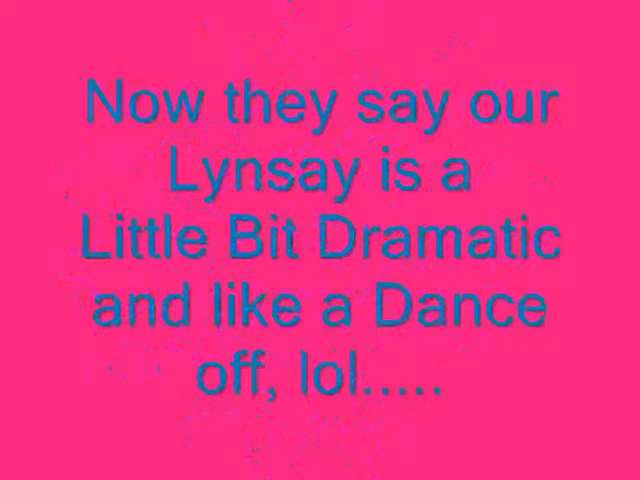 Now they say our
Lynsay is a
Little Bit Dramatic
and like a Dance
off, lol.....